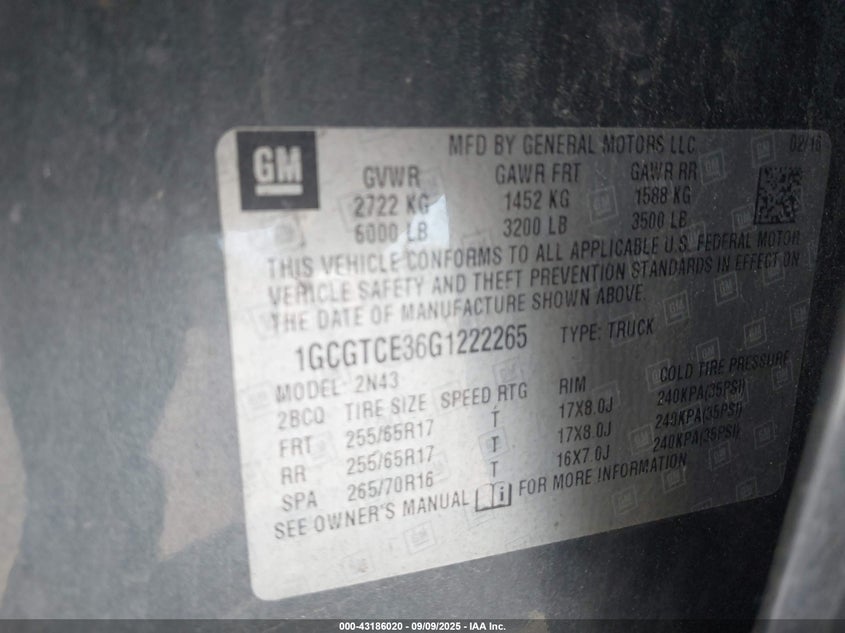 GM
MFD BY GENERAL MOTORS LLC 02/16
GVWR GAWR FRT GAWR RR
2722 KG 1452 KG 1588 KG
6000 LB 3200 LB 3500 LB
THIS VEHICLE CONFORMS TO ALL APPLICABLE U.S. FEDERAL MOTOR
VEHICLE SAFETY AND THEFT PREVENTION STANDARDS IN EFFECT ON
THE DATE OF MANUFACTURE SHOWN ABOVE.
1GCGTCE36G1222265 TYPE: TRUCK
MODEL: 2N43
2BCQ TIRE SIZE SPEED RTG RIM COLD TIRE PRESSURE
FRT 255/65R17 T 17X8.0J 240KPA(35PSI)
RR 255/65R17 T 17X8.0J 240KPA(35PSI)
SPA 265/70R16 T 16X7.0J 240KPA(35PSI)
SEE OWNER'S MANUAL FOR MORE INFORMATION
000-43186020 - 09/09/2025 - IAA Inc.